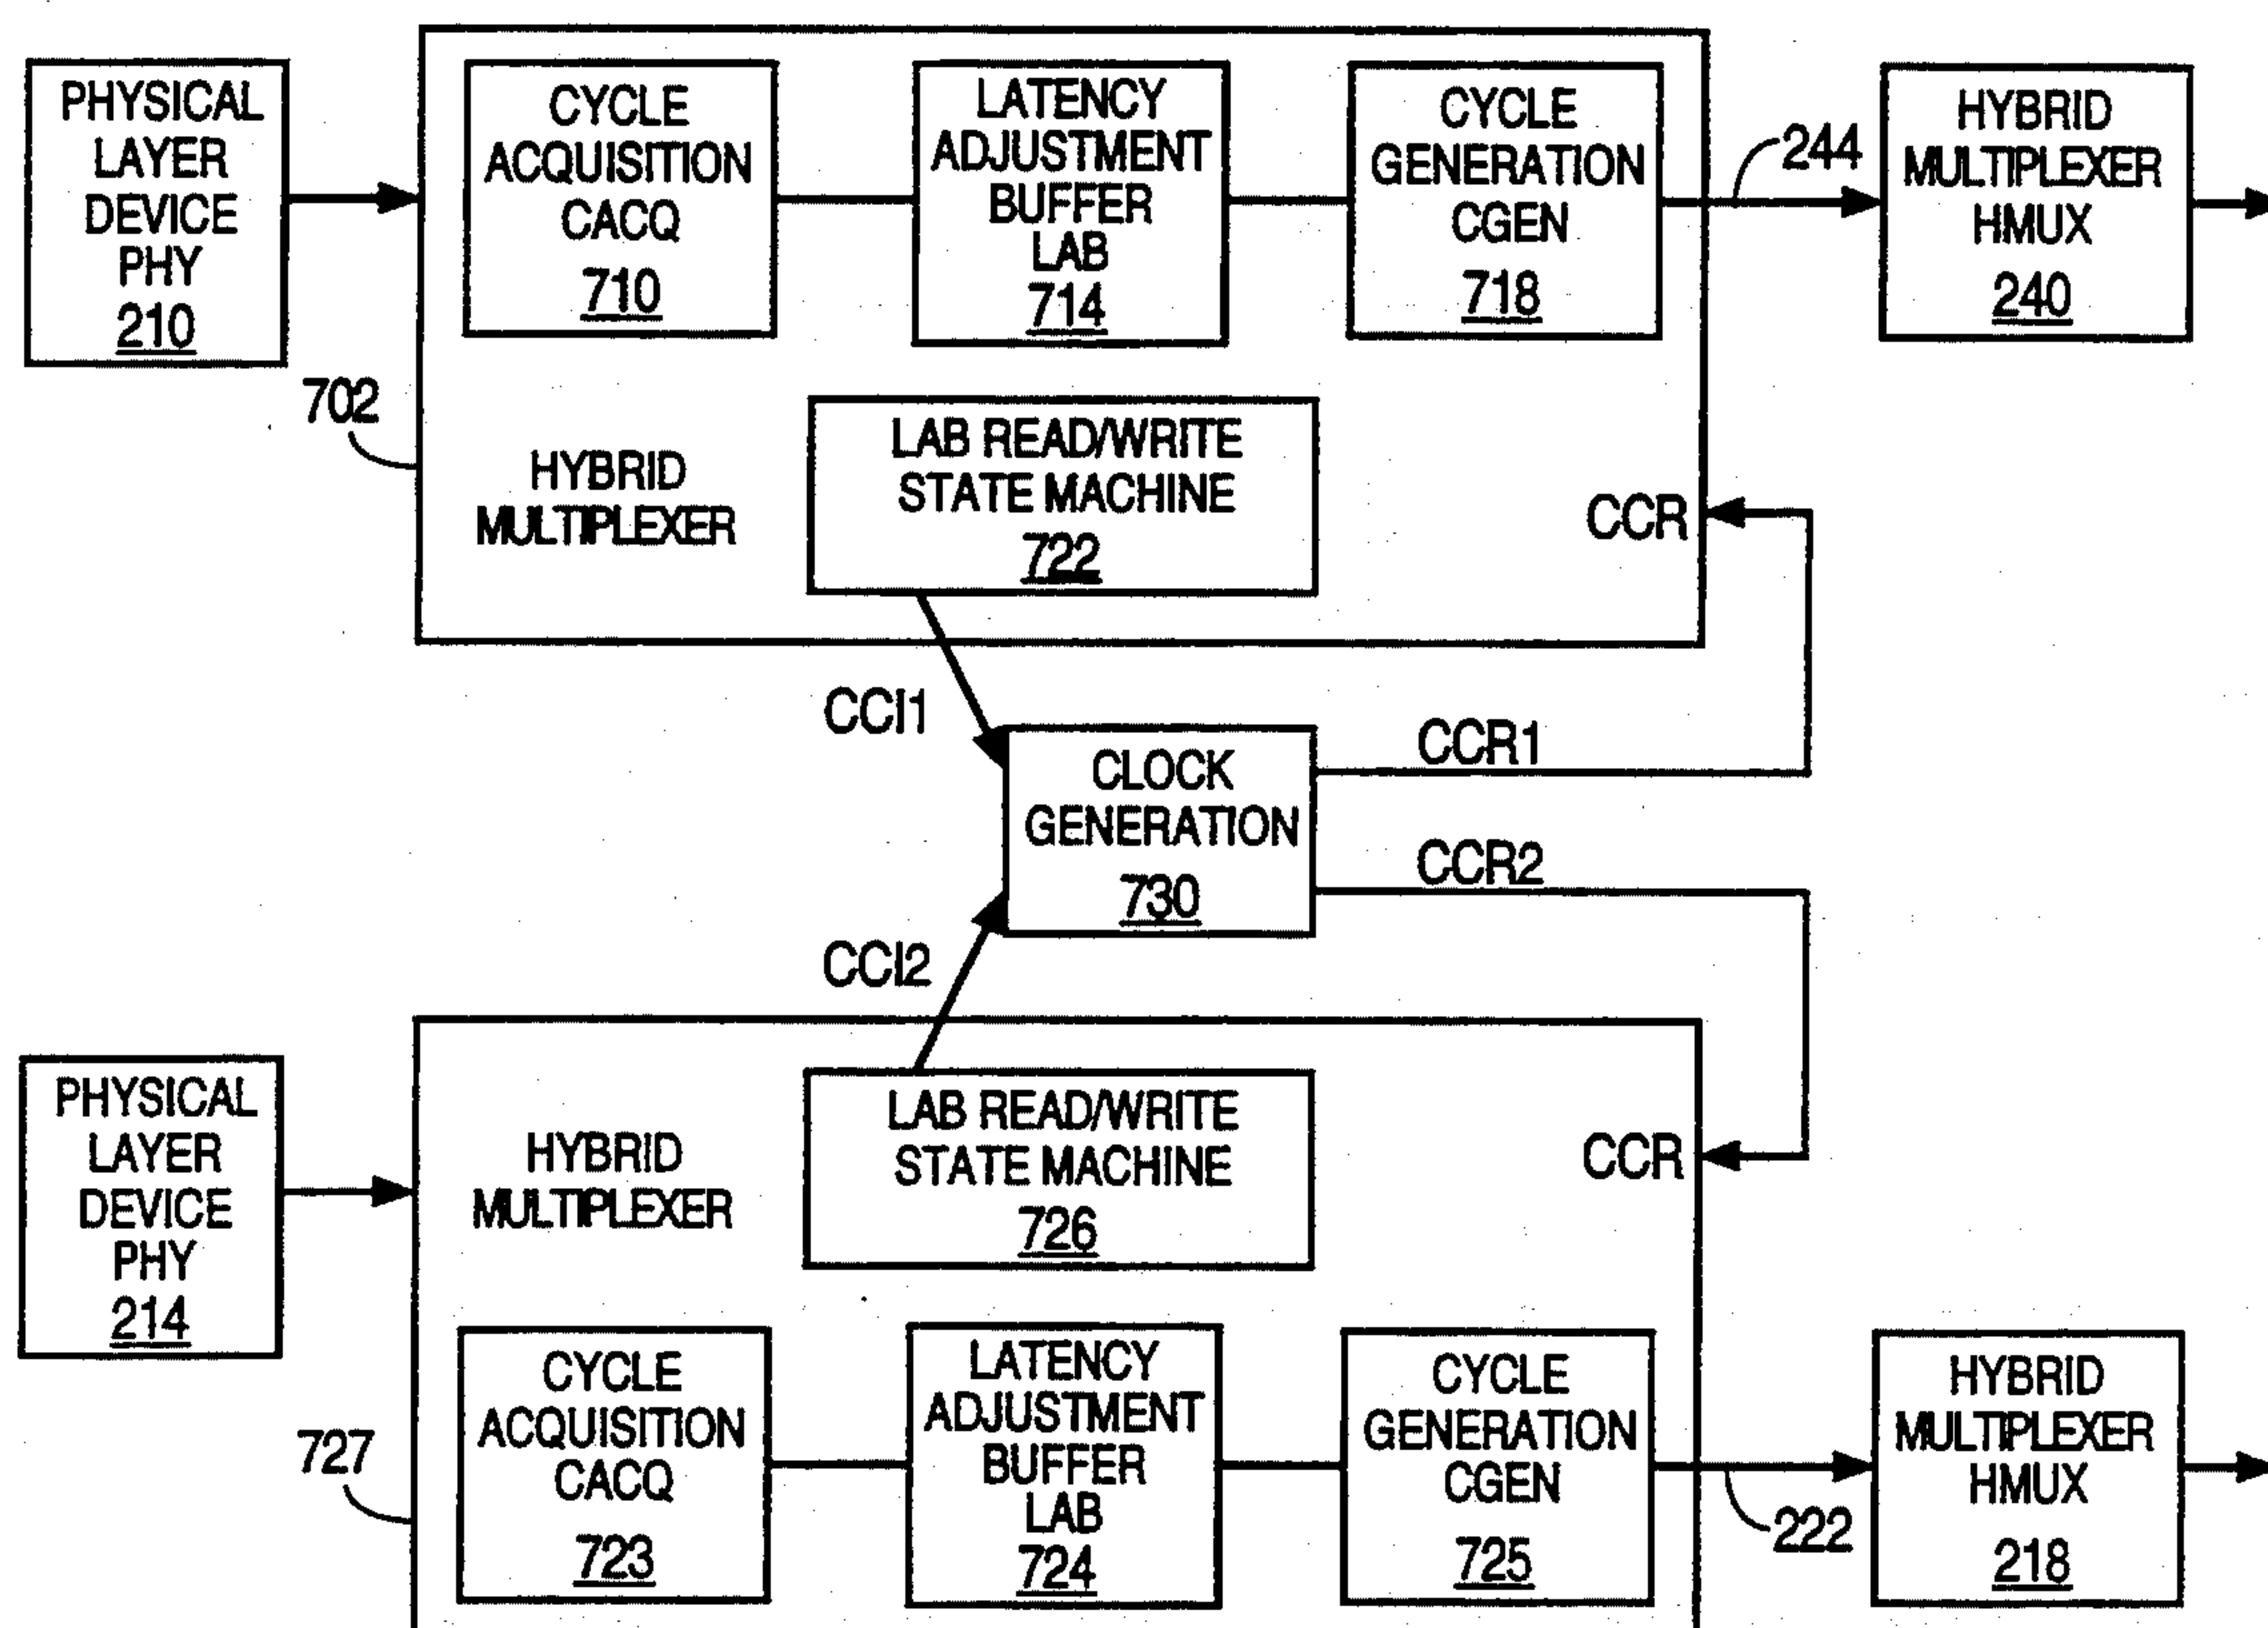 PHYSICAL
LAYER
DEVICE
PHY
210
CYCLE
ACQUISITION
CACQ
710
LATENCY
ADJUSTMENT
BUFFER
LAB
714
CYCLE
GENERATION
CGEN
718
244
HYBRID
MULTIPLEXER
HMUX
240
702
HYBRID
MULTIPLEXER
LAB READ/WRITE
STATE MACHINE
722
CCR
CCI1
CLOCK
GENERATION
730
CCR1
CCR2
CCI2
PHYSICAL
LAYER
DEVICE
PHY
214
HYBRID
MULTIPLEXER
LAB READ/WRITE
STATE MACHINE
726
CCR
727
CYCLE
ACQUISITION
CACQ
723
LATENCY
ADJUSTMENT
BUFFER
LAB
724
CYCLE
GENERATION
CGEN
725
222
HYBRID
MULTIPLEXER
HMUX
218